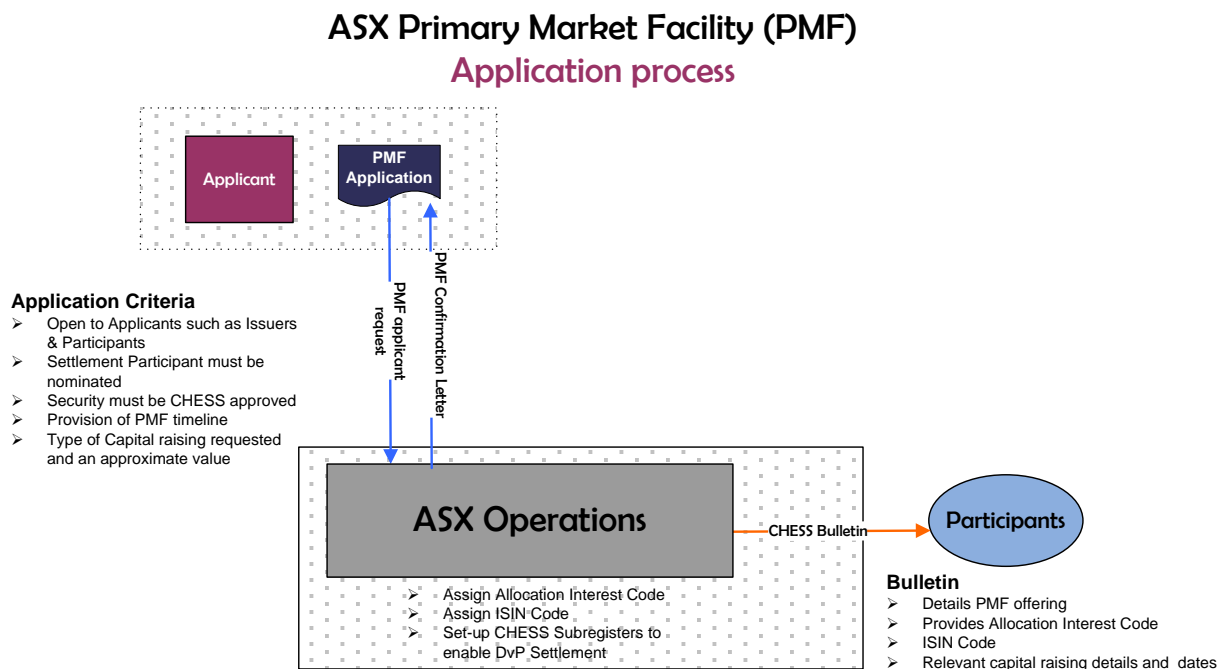 ASX Primary Market Facility (PMF)
Application process
Applicant
PMF
Application
PMF applicant
request
PMF Confirmation Letter
Application Criteria
➢ Open to Applicants such as Issuers
& Participants
➢ Settlement Participant must be
nominated
➢ Security must be CHESS approved
➢ Provision of PMF timeline
➢ Type of Capital raising requested
and an approximate value
ASX Operations
CHESS Bulletin
Participants
➢ Assign Allocation Interest Code
➢ Assign ISIN Code
➢ Set-up CHESS Subregisters to
enable DvP Settlement
Bulletin
➢ Details PMF offering
➢ Provides Allocation Interest Code
➢ ISIN Code
➢ Relevant capital raising details and dates